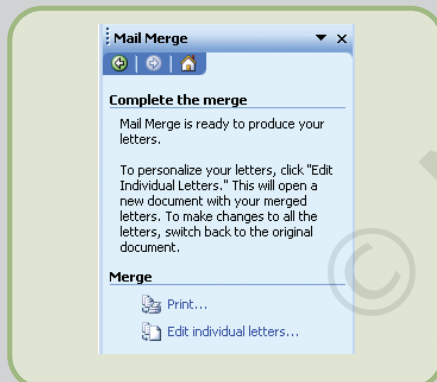 Mail Merge
Complete the merge
Mail Merge is ready to produce your
letters.
To personalize your letters, click "Edit
Individual Letters." This will open a
new document with your merged
letters. To make changes to all the
letters, switch back to the original
document.
Merge
Print...
Edit individual letters...
©